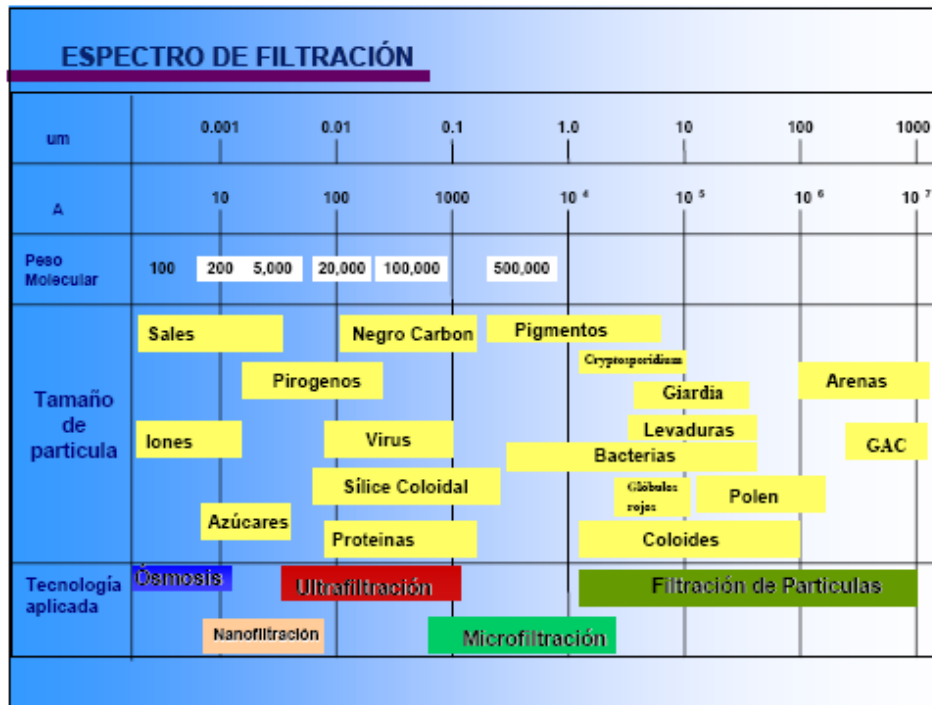 ESPECTRO DE FILTRACIÓN
um 0.001 0.01 0.1 1.0 10 100 1000
A 10 100 1000 10 4 10 5 10 6 10 7
Peso
Molecular
100 200 5,000 20,000 100,000 500,000
Tamaño
de
particula
Sales Negro Carbon Pigmentos
Cryptosporidium
Pirogenos Giardia Arenas
Iones Virus Levaduras GAC
Bacterias
Sílice Coloidal Glóbulos
rojos
Polen
Azúcares
Proteinas Coloides
Tecnología
aplicada
Ósmosis Ultrafiltración Filtración de Particulas
Nanofiltración Microfiltración